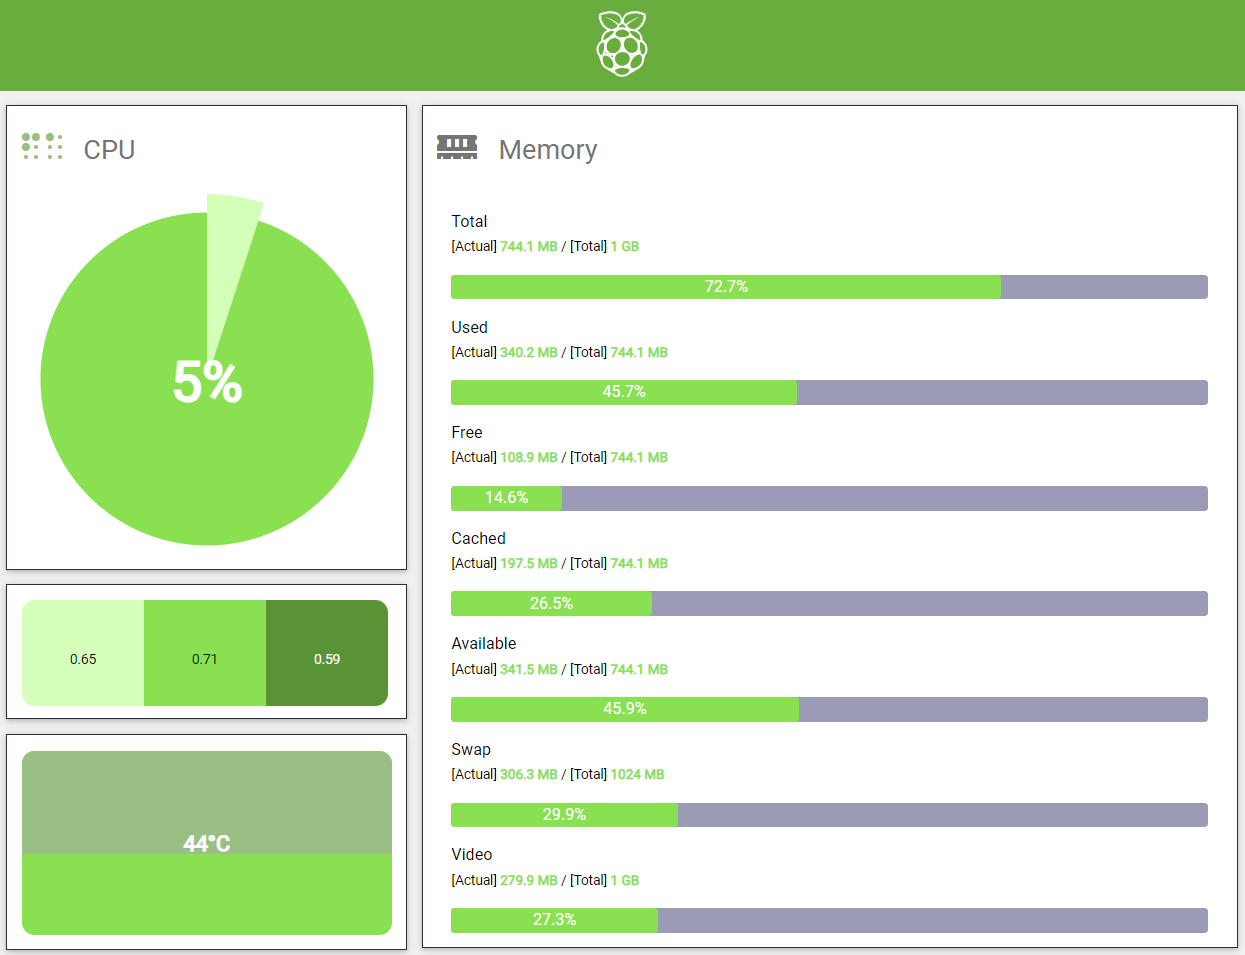 CPU
5%
0.65 0.71 0.59
44°C
Memory
Total
[Actual] 744.1 MB / [Total] 1 GB
72.7%
Used
[Actual] 340.2 MB / [Total] 744.1 MB
45.7%
Free
[Actual] 108.9 MB / [Total] 744.1 MB
14.6%
Cached
[Actual] 197.5 MB / [Total] 744.1 MB
26.5%
Available
[Actual] 341.5 MB / [Total] 744.1 MB
45.9%
Swap
[Actual] 306.3 MB / [Total] 1024 MB
29.9%
Video
[Actual] 279.9 MB / [Total] 1 GB
27.3%